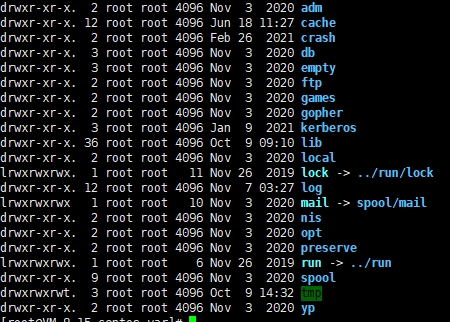 drwxr-xr-x.  2 root root 4096 Nov  3  2020 adm
drwxr-xr-x. 12 root root 4096 Jun 18 11:27 cache
drwxr-xr-x.  2 root root 4096 Feb 26  2021 crash
drwxr-xr-x.  3 root root 4096 Nov  3  2020 db
drwxr-xr-x.  3 root root 4096 Nov  3  2020 empty
drwxr-xr-x.  2 root root 4096 Nov  3  2020 ftp
drwxr-xr-x.  2 root root 4096 Nov  3  2020 games
drwxr-xr-x.  2 root root 4096 Nov  3  2020 gopher
drwxr-xr-x.  3 root root 4096 Jan  9  2021 kerberos
drwxr-xr-x. 36 root root 4096 Oct  9 09:10 lib
drwxr-xr-x.  2 root root 4096 Nov  3  2020 local
lrwxrwxrwx.  1 root root   11 Nov 26  2019 lock -> ../run/lock
drwxr-xr-x. 12 root root 4096 Nov  7 03:27 log
lrwxrwxrwx   1 root root   10 Nov  3  2020 mail -> spool/mail
drwxr-xr-x.  2 root root 4096 Nov  3  2020 nis
drwxr-xr-x.  2 root root 4096 Nov  3  2020 opt
drwxr-xr-x.  2 root root 4096 Nov  3  2020 preserve
lrwxrwxrwx.  1 root root    6 Nov 26  2019 run -> ../run
drwxr-xr-x.  9 root root 4096 Nov  3  2020 spool
drwxrwxrwt.  3 root root 4096 Oct  9 14:32 tmp
drwxr-xr-x.  2 root root 4096 Nov  3  2020 yp
[root@VM-0-15-centos var]#